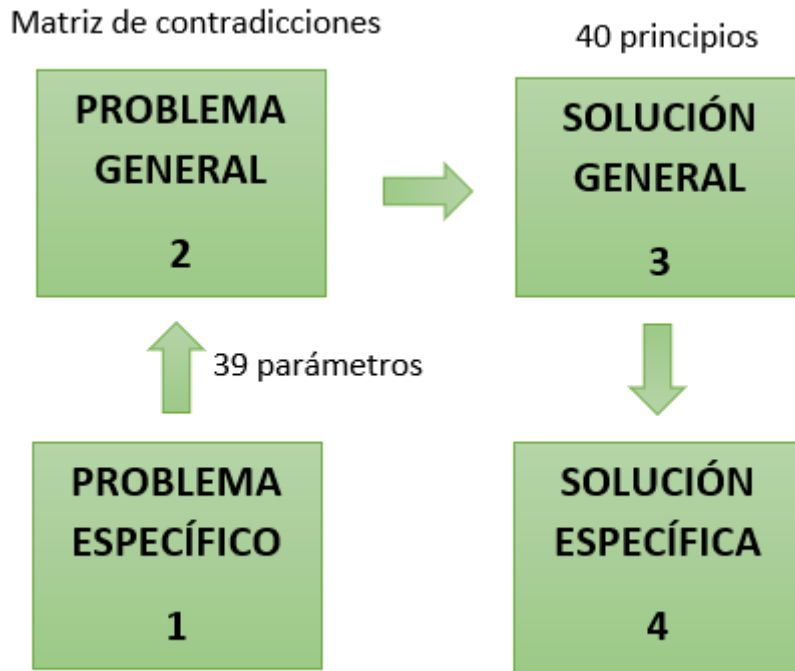 Matriz de contradicciones
40 principios
PROBLEMA
GENERAL
2
SOLUCIÓN
GENERAL
3
39 parámetros
PROBLEMA
ESPECÍFICO
1
SOLUCIÓN
ESPECÍFICA
4